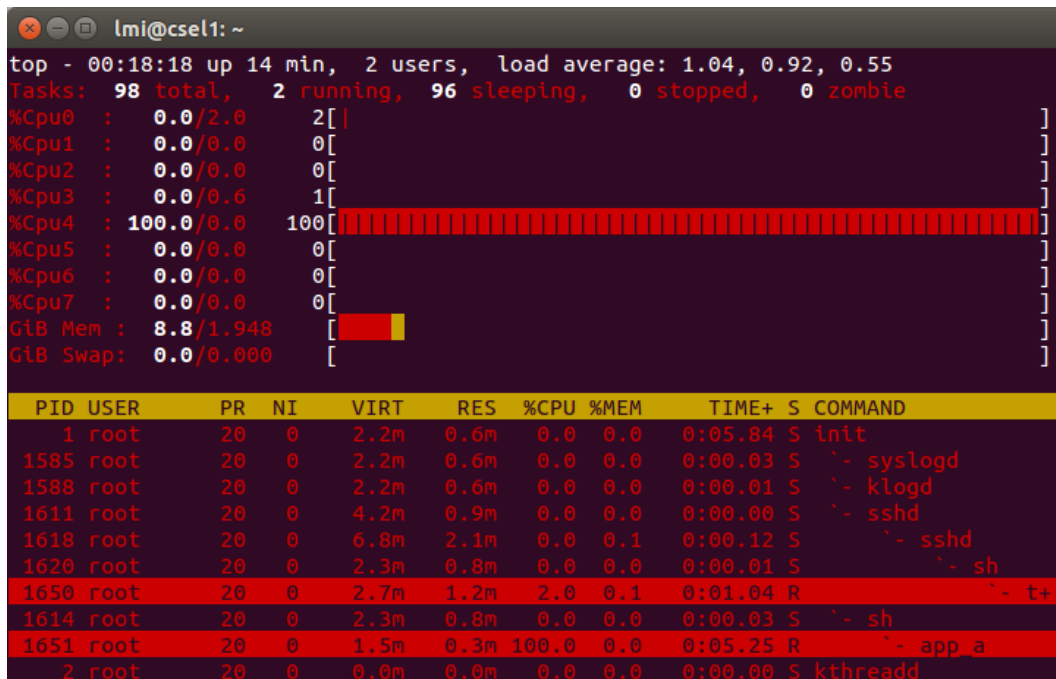 lmi@csel1: ~
top - 00:18:18 up 14 min,  2 users,  load average: 1.04, 0.92, 0.55
Tasks:  98 total,   2 running,  96 sleeping,   0 stopped,   0 zombie
%Cpu0  :   0.0/2.0     2[|                                                     ]
%Cpu1  :   0.0/0.0     0[                                                      ]
%Cpu2  :   0.0/0.0     0[                                                      ]
%Cpu3  :   0.0/0.6     1[                                                      ]
%Cpu4  : 100.0/0.0   100[||||||||||||||||||||||||||||||||||||||||||||||||||||| ]
%Cpu5  :   0.0/0.0     0[                                                      ]
%Cpu6  :   0.0/0.0     0[                                                      ]
%Cpu7  :   0.0/0.0     0[                                                      ]
GiB Mem :  8.8/1.948    [                                                      ]
GiB Swap:  0.0/0.000    [                                                      ]
  PID USER      PR  NI    VIRT    RES  %CPU %MEM     TIME+ S COMMAND
    1 root      20   0    2.2m   0.6m   0.0  0.0   0:05.84 S init
 1585 root      20   0    2.2m   0.6m   0.0  0.0   0:00.03 S  `- syslogd
 1588 root      20   0    2.2m   0.6m   0.0  0.0   0:00.01 S  `- klogd
 1611 root      20   0    4.2m   0.9m   0.0  0.0   0:00.00 S  `- sshd
 1618 root      20   0    6.8m   2.1m   0.0  0.1   0:00.12 S      `- sshd
 1620 root      20   0    2.3m   0.8m   0.0  0.0   0:00.01 S          `- sh
 1650 root      20   0    2.7m   1.2m   2.0  0.1   0:01.04 R              `- t+
 1614 root      20   0    2.3m   0.8m   0.0  0.0   0:00.03 S  `- sh
 1651 root      20   0    1.5m   0.3m 100.0  0.0   0:05.25 R      `- app_a
    2 root      20   0    0.0m   0.0m   0.0  0.0   0:00.00 S kthreadd